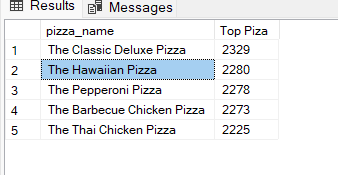 Results Messages
pizza_name Top Piza
1 The Classic Deluxe Pizza 2329
2 The Hawaiian Pizza 2280
3 The Pepperoni Pizza 2278
4 The Barbecue Chicken Pizza 2273
5 The Thai Chicken Pizza 2225